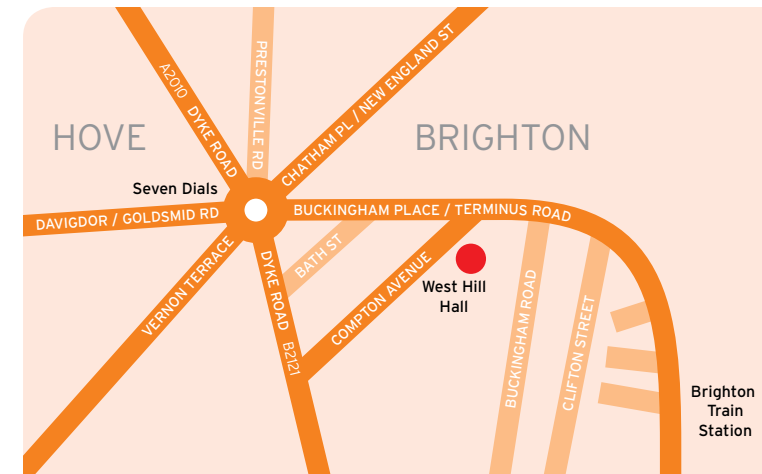 PRESTONVILLE RD
A2010 DYKE ROAD
CHATHAM PL / NEW ENGLAND ST
HOVE
BRIGHTON
Seven Dials
DAVIGDOR / GOLDSMID RD
BUCKINGHAM PLACE / TERMINUS ROAD
VERNON TERRACE
DYKE ROAD B2121
BATH ST
COMPTON AVENUE
West Hill
Hall
BUCKINGHAM ROAD
CLIFTON STREET
Brighton
Train
Station